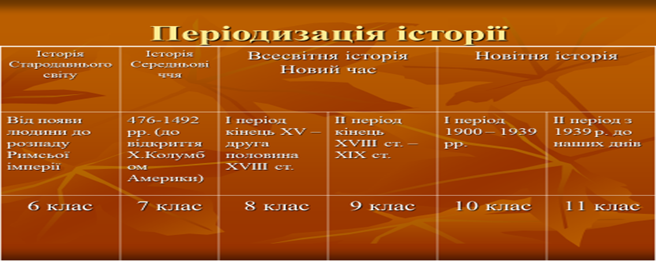 Періодизація історії
Історія
Стародавнього
світу
Історія
Середньові
ччя
Всесвітня історія
Новий час
Новітня історія
Від появи
людини до
розпаду
Римсьої
імперії
476-1492
рр. (до
відкриття
Х.Колумб
ом
Америки)
І період
кінець XV –
друга
половина
XVIII ст.
ІІ період
кінець
XVIII ст. –
XIX ст.
І період
1900 – 1939
рр.
ІІ період з
1939 р. до
наших днів
6 клас
7 клас
8 клас
9 клас
10 клас
11 клас